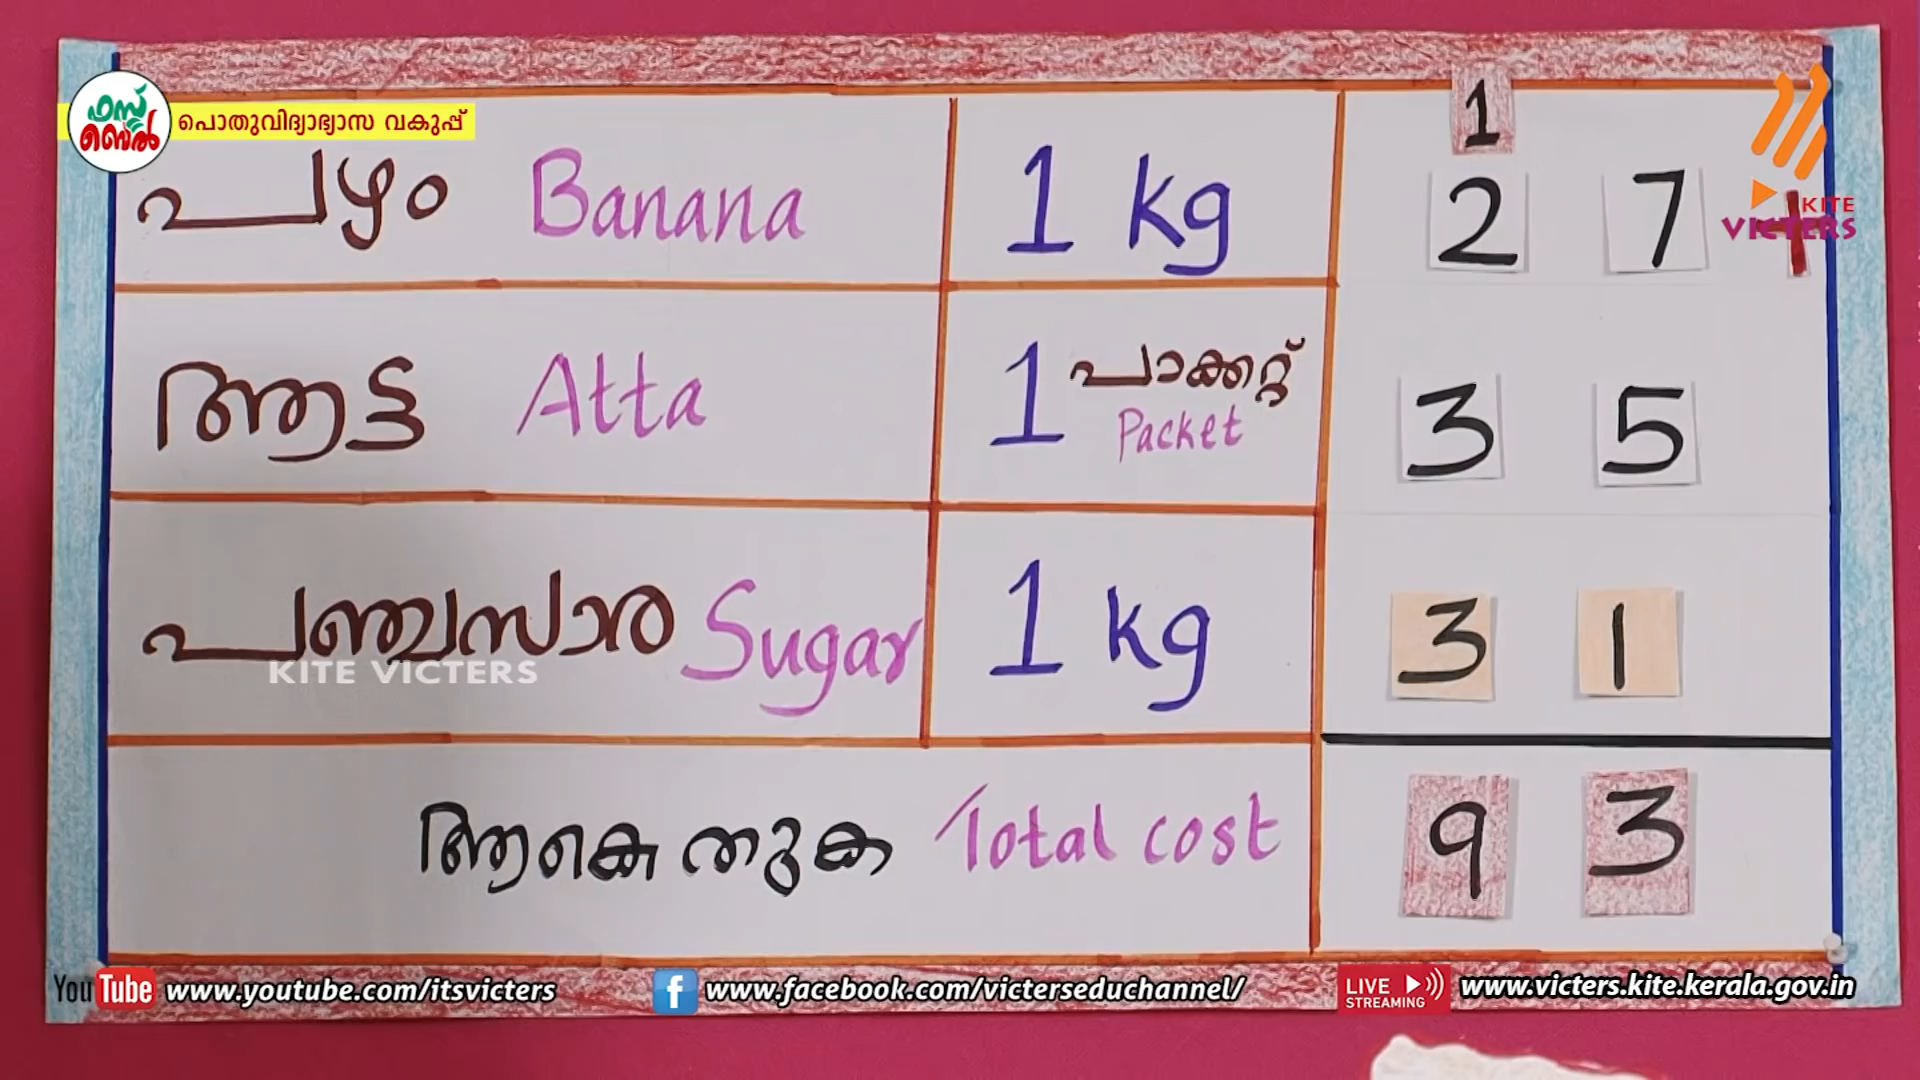 ഫസ്റ്റ്
ബെൽ
പൊതുവിദ്യാഭ്യാസ വകുപ്പ്
1
പഴം Banana 1 kg 2 7 +
KITE
VICTERS
ആട്ട Atta 1 പാക്കറ്റ് 3 5
Packet
പഞ്ചസാര Sugar 1 kg 3 1
KITE VICTERS
ആകെ തുക Total cost 9 3
YouTube www.youtube.com/itsvicters f www.facebook.com/victerseduchannel/ LIVE STREAMING www.victers.kite.kerala.gov.in